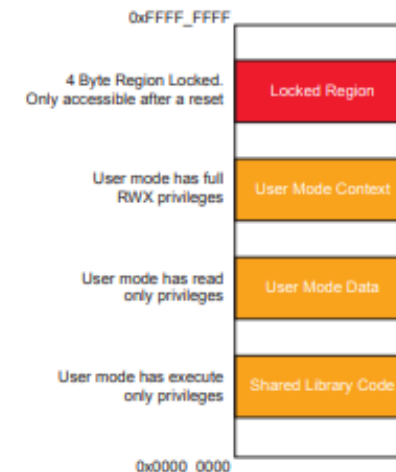 0xFFFF_FFFF
4 Byte Region Locked.
Only accessible after a reset
Locked Region
User mode has full
RWX privileges
User Mode Context
User mode has read
only privileges
User Mode Data
User mode has execute
only privileges
Shared Library Code
0x0000_0000